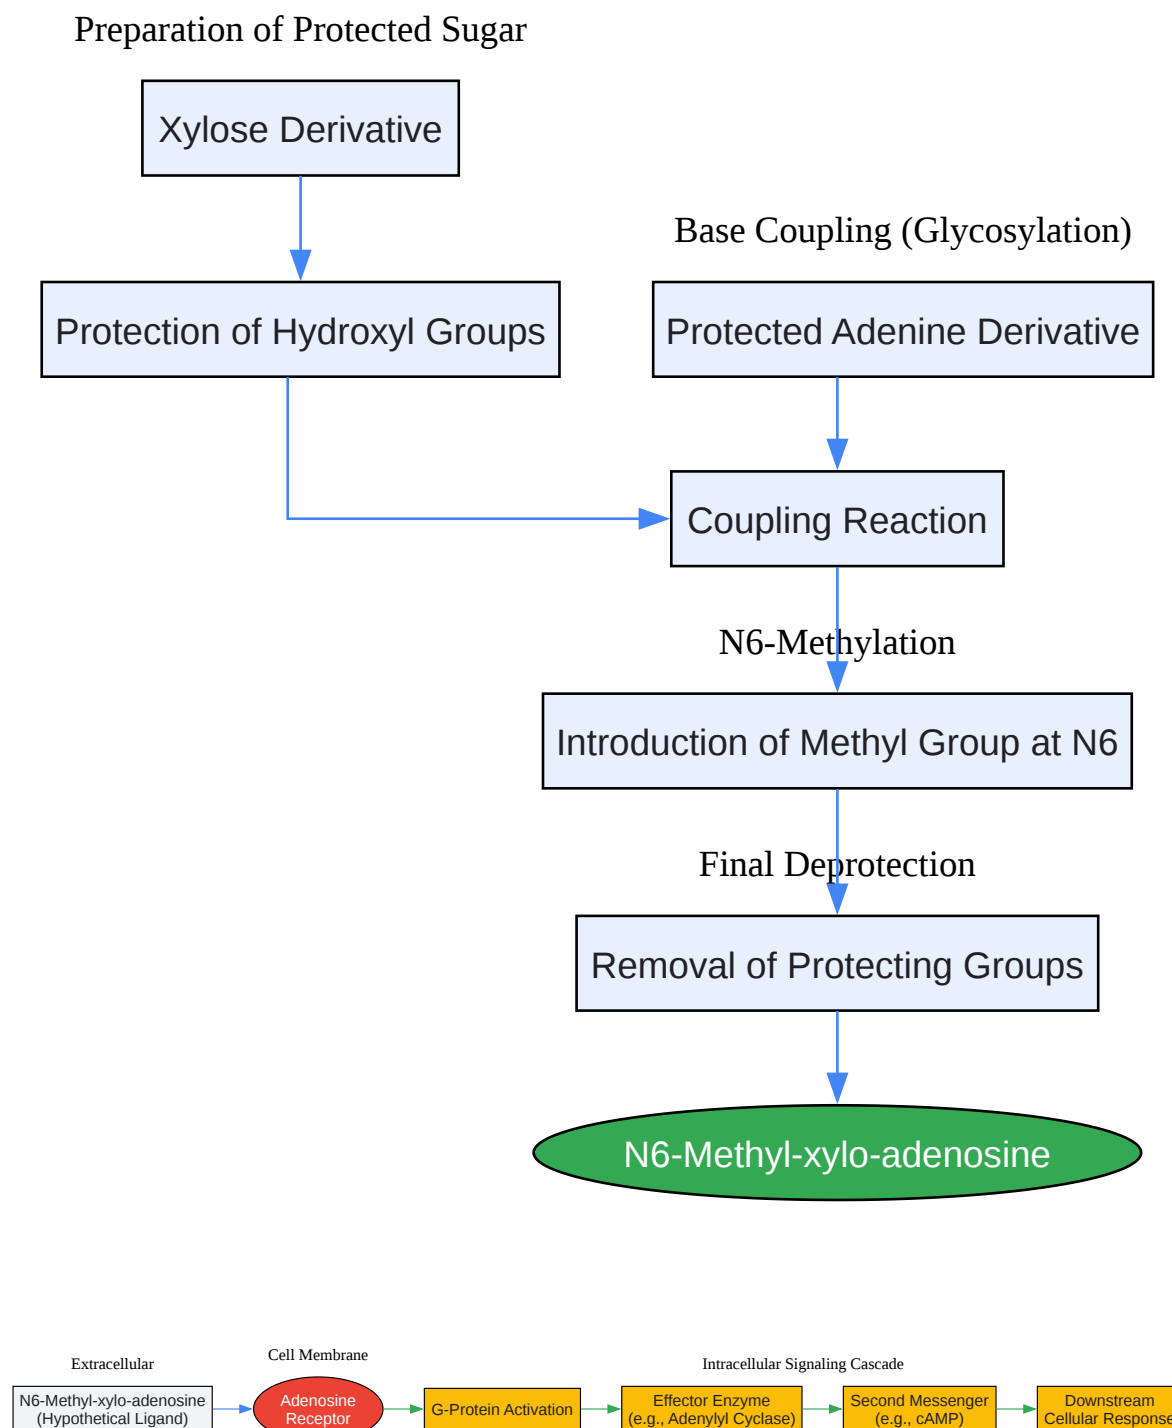 Preparation of Protected Sugar
Xylose Derivative
Base Coupling (Glycosylation)
Protection of Hydroxyl Groups
Protected Adenine Derivative
Coupling Reaction
N6-Methylation
Introduction of Methyl Group at N6
Final Deprotection
Removal of Protecting Groups
N6-Methyl-xylo-adenosine
Extracellular
Cell Membrane
Intracellular Signaling Cascade
N6-Methyl-xylo-adenosine
(Hypothetical Ligand)
Adenosine
Receptor
G-Protein Activation
Effector Enzyme
(e.g., Adenylyl Cyclase)
Second Messenger
(e.g., cAMP)
Downstream
Cellular Response